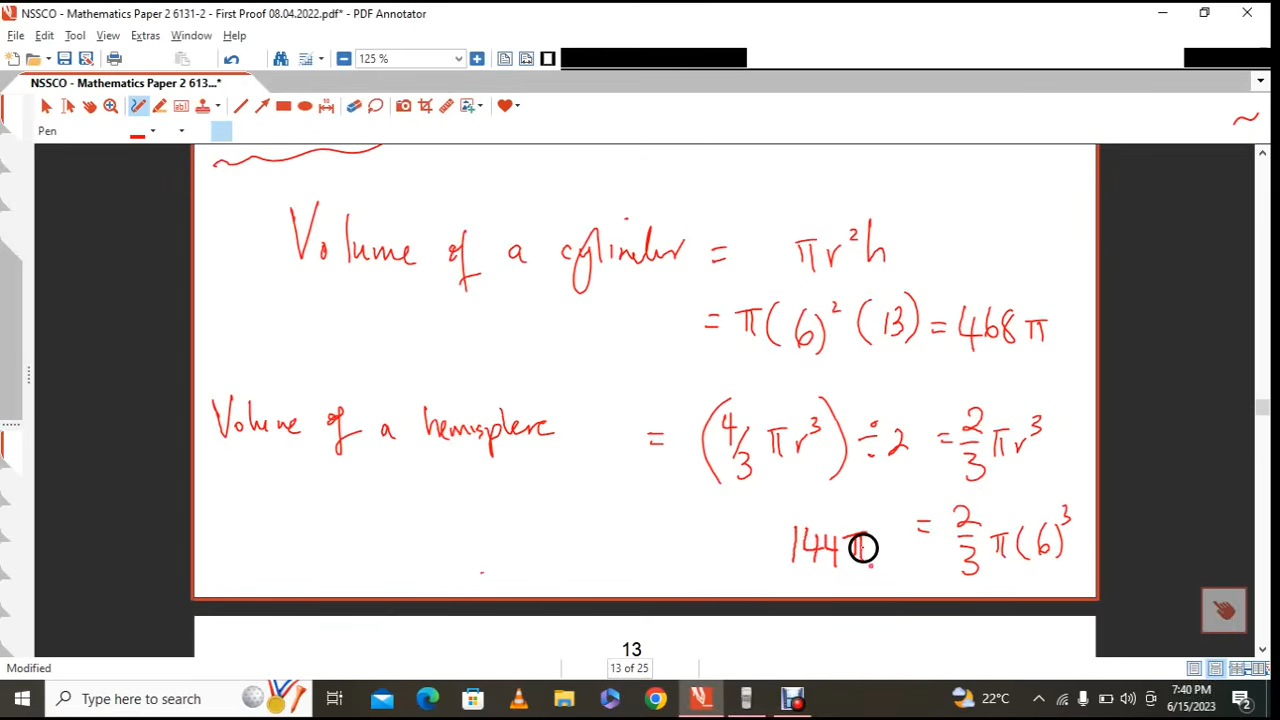 NSSCO - Mathematics Paper 2 6131-2 - First Proof 08.04.2022.pdf* - PDF Annotator
File Edit Tool View Extras Window Help
125 %
NSSCO - Mathematics Paper 2 613...*
Pen
Volume of a cylinder = πr²h
= π(6)² (13) = 468π
Volume of a hemisphere = (4/3 πr³) ÷ 2 = 2/3 πr³
144π = 2/3 π(6)³
13
13 of 25
Modified
Type here to search
22°C
7:40 PM
6/15/2023
2